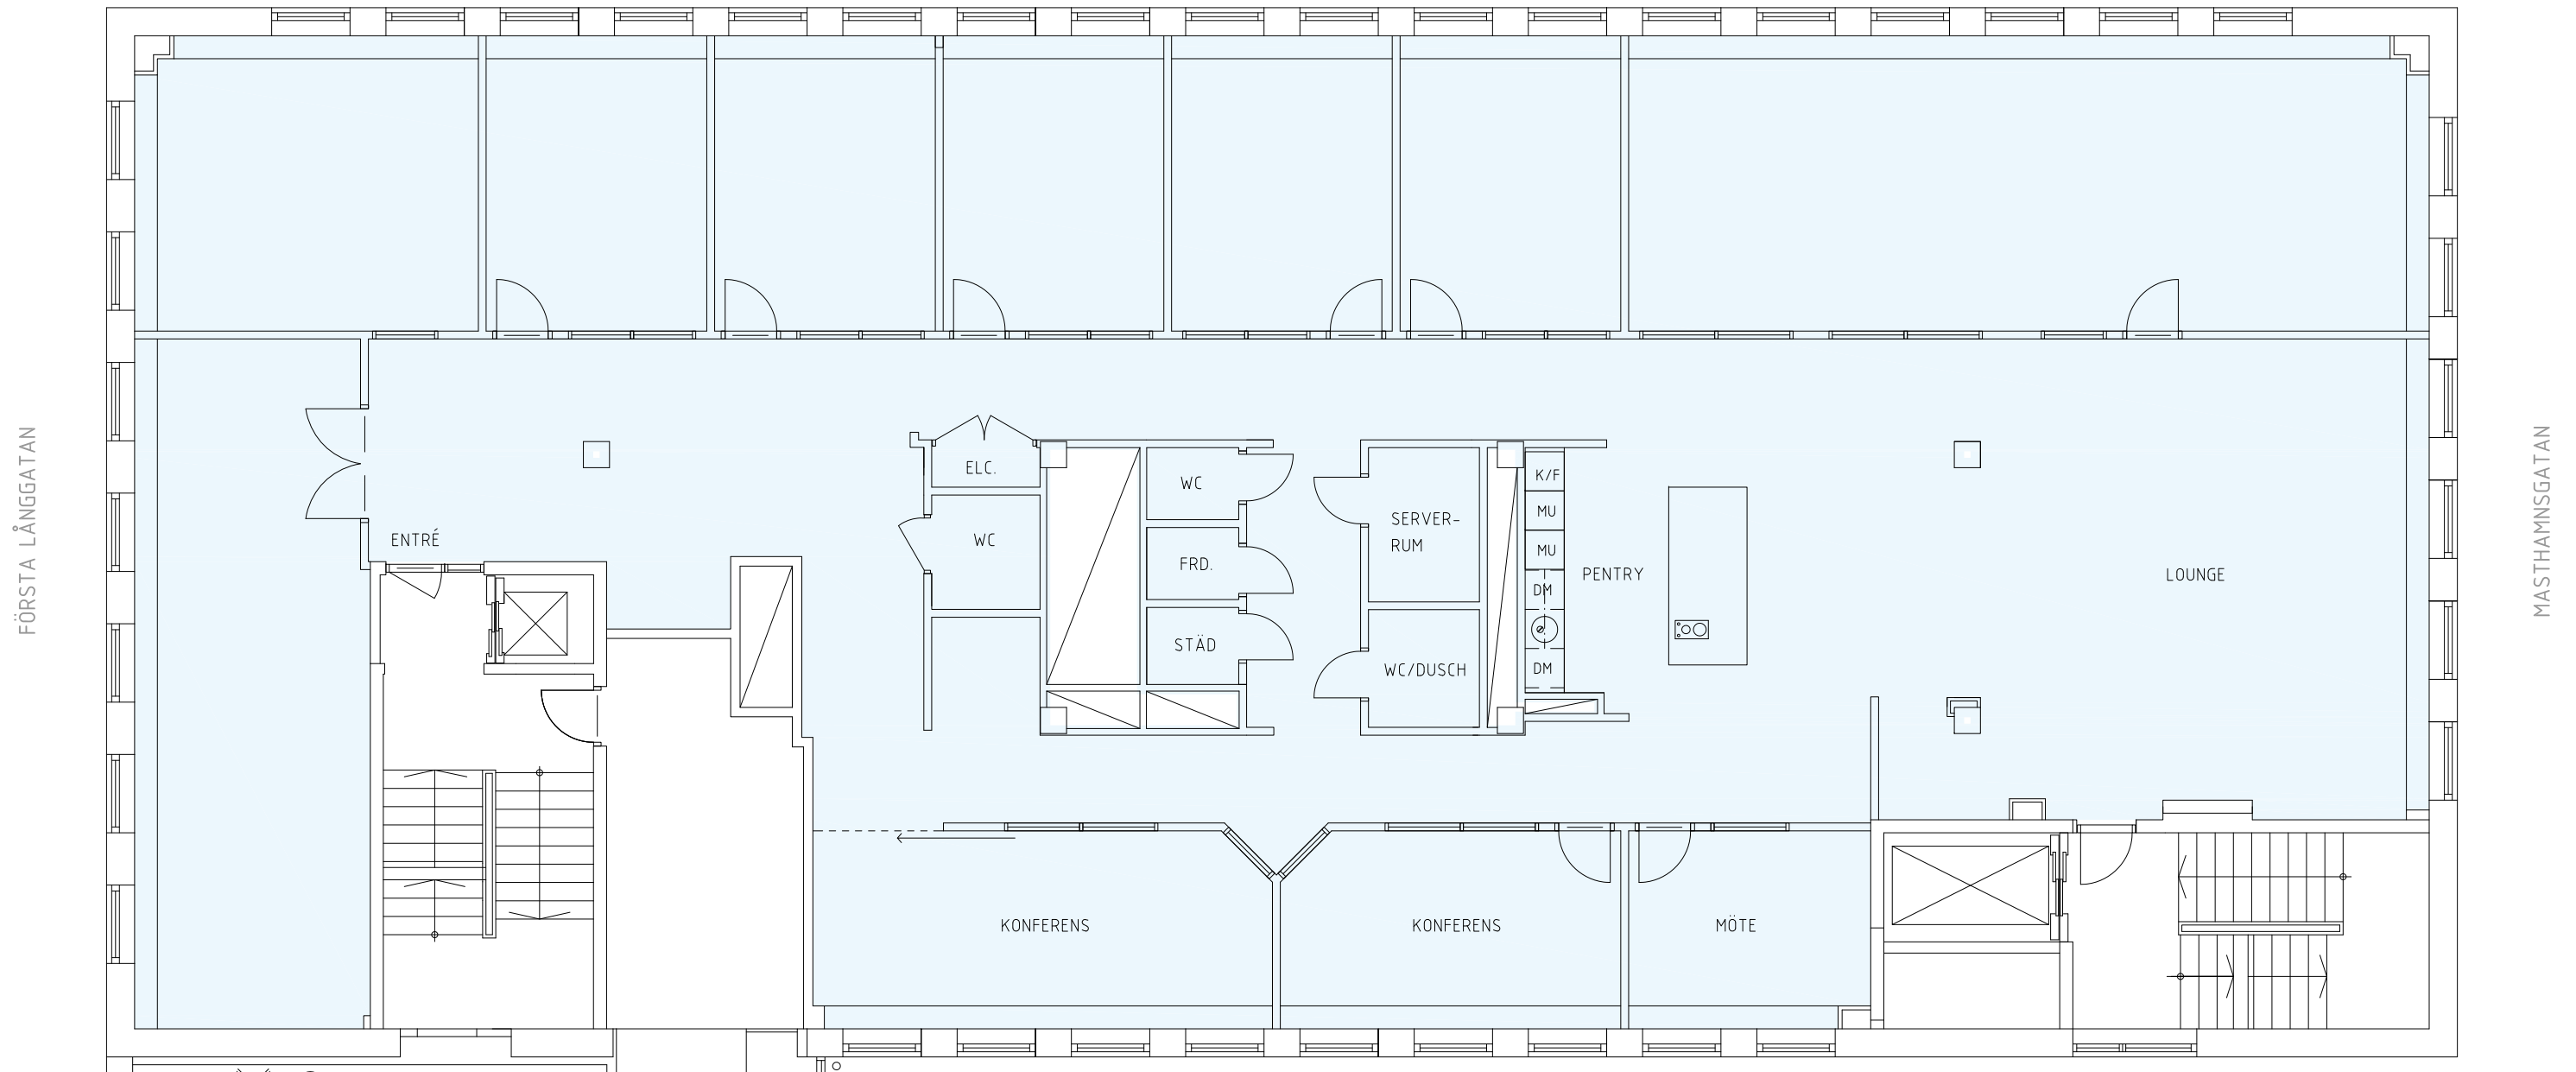 FÖRSTA LÅNGGATAN
ENTRÉ
ELC.
WC
WC
FRD.
STÄD
SERVER-
RUM
WC/DUSCH
K/F
MU
MU
DM
DM
PENTRY
LOUNGE
KONFERENS
KONFERENS
MÖTE
MASTHAMNSGATAN